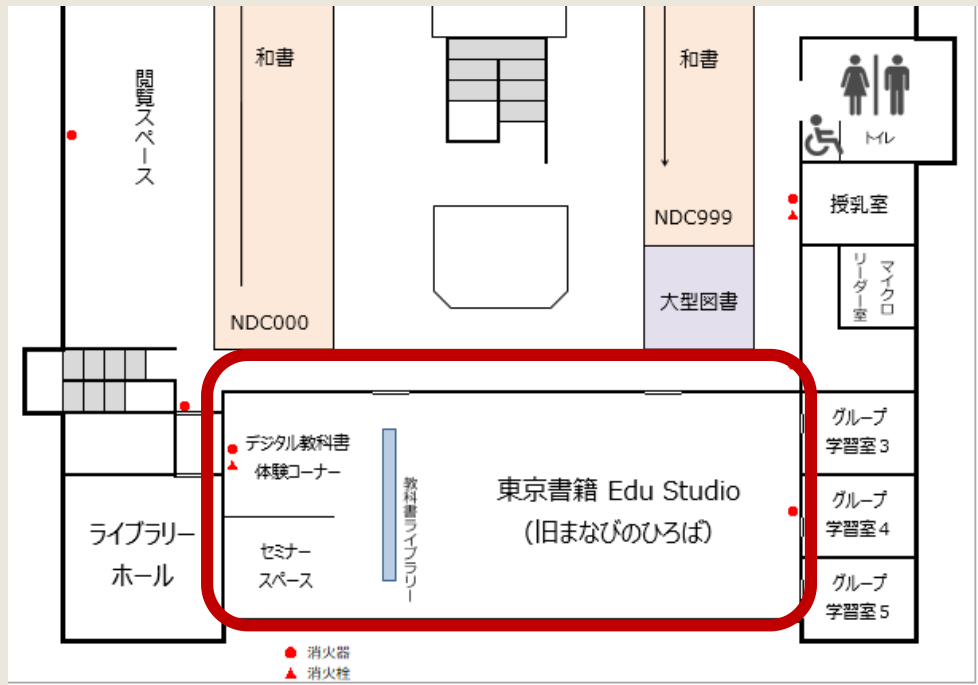 閲覧スペース
和書
和書
トイレ
NDC999
授乳室
マイクロ
リーダー室
大型図書
NDC000
デジタル教科書
体験コーナー
教科書ライブラリー
東京書籍 Edu Studio
(旧まなびのひろば)
グループ
学習室3
グループ
学習室4
グループ
学習室5
ライブラリー
ホール
セミナー
スペース
消火器
消火栓